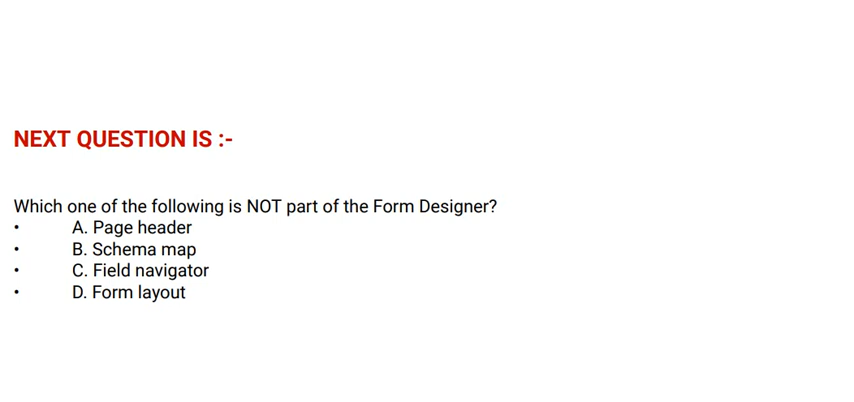 NEXT QUESTION IS :-
Which one of the following is NOT part of the Form Designer?
• A. Page header
• B. Schema map
• C. Field navigator
• D. Form layout